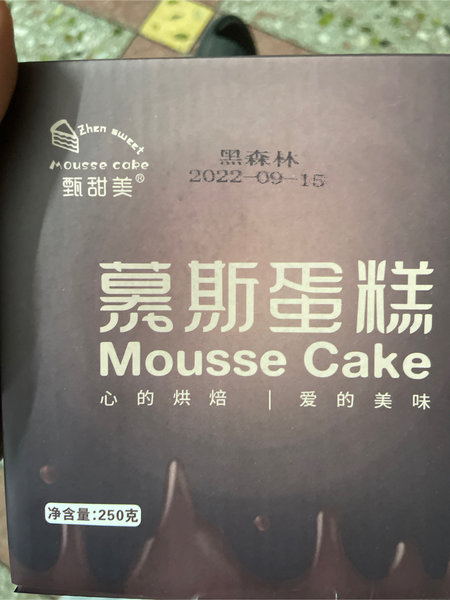 Zhen sweet
Mousse cake
甄甜美®
黑森林
2022-09-15
慕斯蛋糕
Mousse Cake
心的烘焙 | 爱的美味
净含量:250克